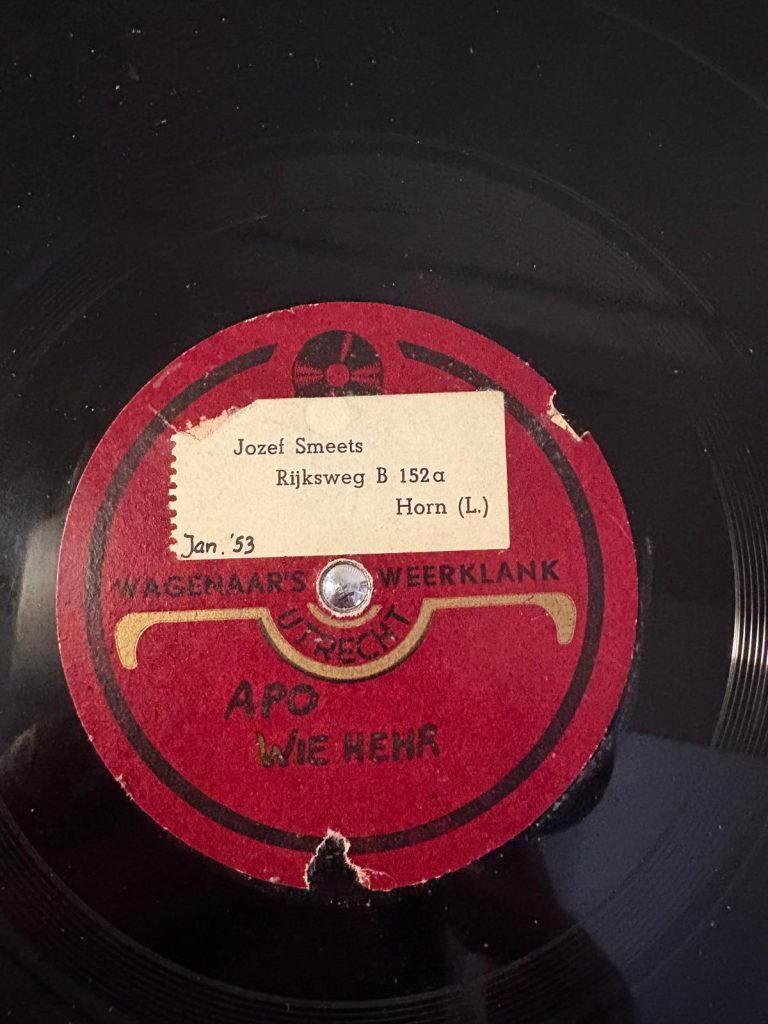 Jozef Smeets
Rijksweg B 152a
Horn (L.)
Jan. '53
WAGENAAR'S WEERKLANK
UTRECHT
APO
WIE HEHR